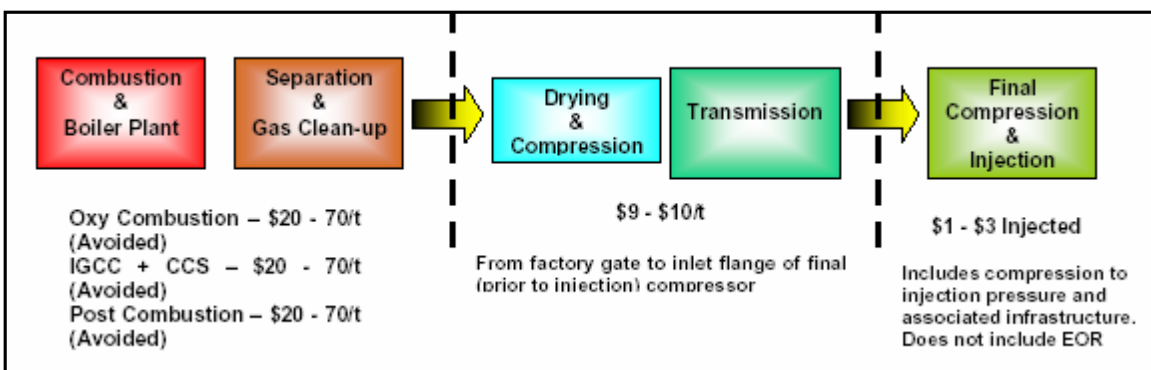 Combustion
&
Boiler Plant
Separation
&
Gas Clean-up
Drying
&
Compression
Transmission
Final
Compression
&
Injection
Oxy Combustion – $20 - 70/t
(Avoided)
IGCC + CCS – $20 - 70/t
(Avoided)
Post Combustion – $20 - 70/t
(Avoided)
$9 - $10/t
From factory gate to inlet flange of final
(prior to injection) compressor
$1 - $3 Injected
Includes compression to
injection pressure and
associated infrastructure.
Does not include EOR